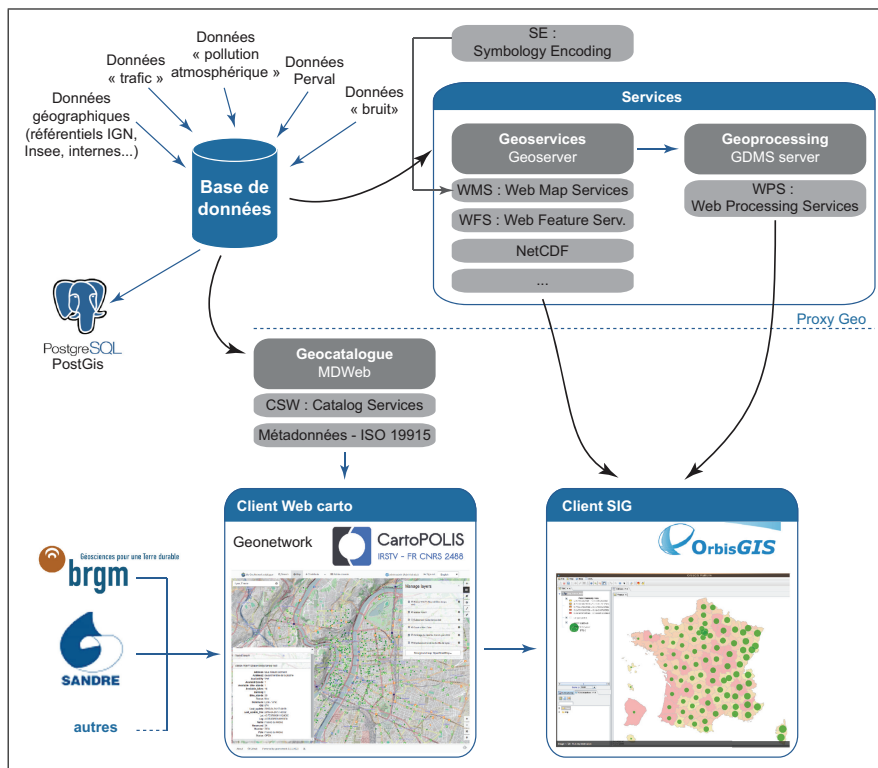 Données
« trafic »
Données
« pollution
atmosphérique »
Données
Perval
Données
« bruit»
Données
géographiques
(référentiels IGN,
Insee, internes...)
Base de
données
PostgreSQL
PostGis
SE :
Symbology Encoding
Services
Geoservices
Geoserver
WMS : Web Map Services
WFS : Web Feature Serv.
NetCDF
...
Geoprocessing
GDMS server
WPS :
Web Processing Services
Proxy Geo
Geocatalogue
MDWeb
CSW : Catalog Services
Métadonnées - ISO 19915
Géosciences pour une Terre durable
brgm
SANDRE
autres
Client Web carto
Geonetwork
CartoPOLIS
IRSTV - FR CNRS 2488
Manage layers
Client SIG
OrbisGIS